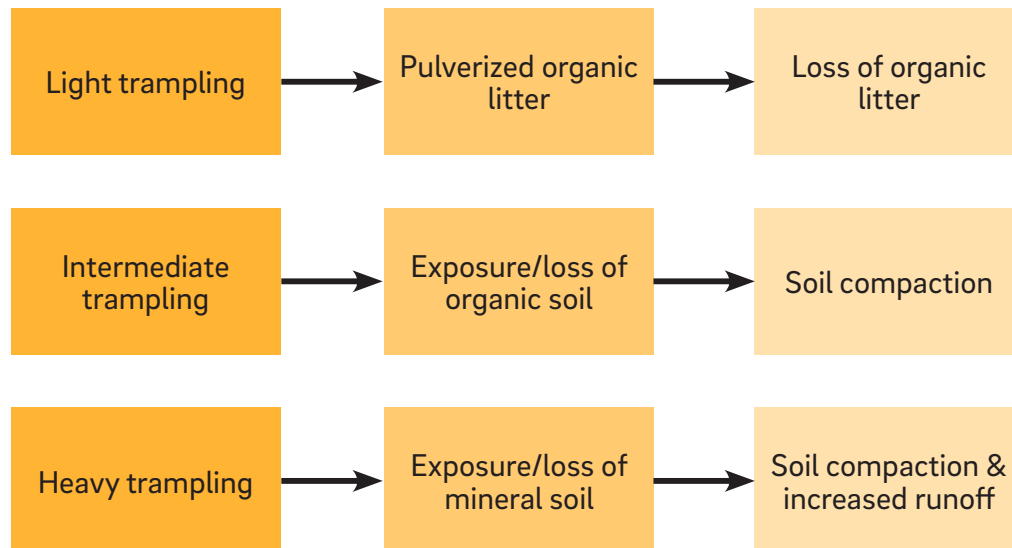 Light trampling
Pulverized organic
litter
Loss of organic
litter
Intermediate
trampling
Exposure/loss of
organic soil
Soil compaction
Heavy trampling
Exposure/loss of
mineral soil
Soil compaction &
increased runoff